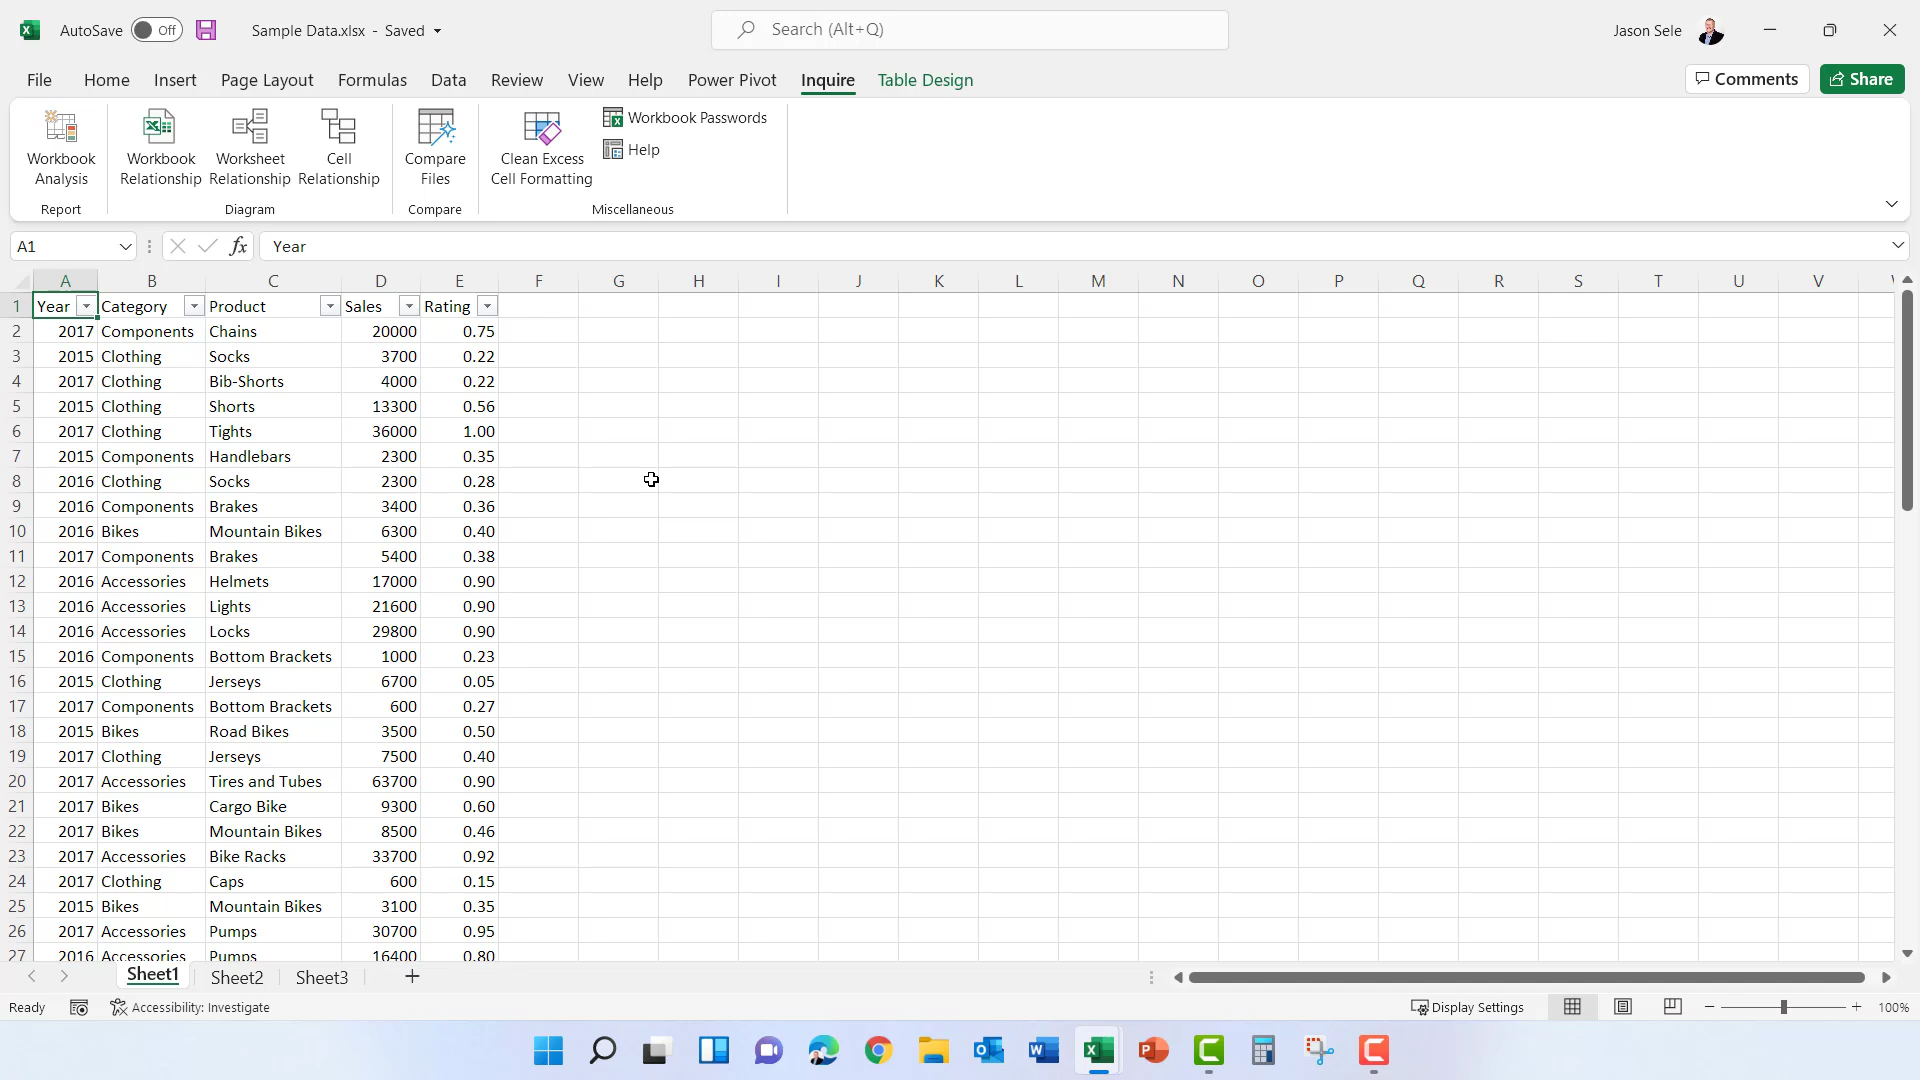 AutoSave Off Sample Data.xlsx - Saved Search (Alt+Q) Jason Sele
File Home Insert Page Layout Formulas Data Review View Help Power Pivot Inquire Table Design Comments Share
Workbook Analysis
Workbook Relationship
Worksheet Relationship
Cell Relationship
Compare Files
Clean Excess Cell Formatting
Workbook Passwords
Help
Report Diagram Compare Miscellaneous
A1 fx Year
A B C D E F G H I J K L M N O P Q R S T U V
1 Year Category Product Sales Rating
2 2017 Components Chains 20000 0.75
3 2015 Clothing Socks 3700 0.22
4 2017 Clothing Bib-Shorts 4000 0.22
5 2015 Clothing Shorts 13300 0.56
6 2017 Clothing Tights 36000 1.00
7 2015 Components Handlebars 2300 0.35
8 2016 Clothing Socks 2300 0.28
9 2016 Components Brakes 3400 0.36
10 2016 Bikes Mountain Bikes 6300 0.40
11 2017 Components Brakes 5400 0.38
12 2016 Accessories Helmets 17000 0.90
13 2016 Accessories Lights 21600 0.90
14 2016 Accessories Locks 29800 0.90
15 2016 Components Bottom Brackets 1000 0.23
16 2015 Clothing Jerseys 6700 0.05
17 2017 Components Bottom Brackets 600 0.27
18 2015 Bikes Road Bikes 3500 0.50
19 2017 Clothing Jerseys 7500 0.40
20 2017 Accessories Tires and Tubes 63700 0.90
21 2017 Bikes Cargo Bike 9300 0.60
22 2017 Bikes Mountain Bikes 8500 0.46
23 2017 Accessories Bike Racks 33700 0.92
24 2017 Clothing Caps 600 0.15
25 2015 Bikes Mountain Bikes 3100 0.35
26 2017 Accessories Pumps 30700 0.95
27 2016 Accessories Pumps 16400 0.80
Sheet1 Sheet2 Sheet3
Ready Accessibility: Investigate Display Settings 100%